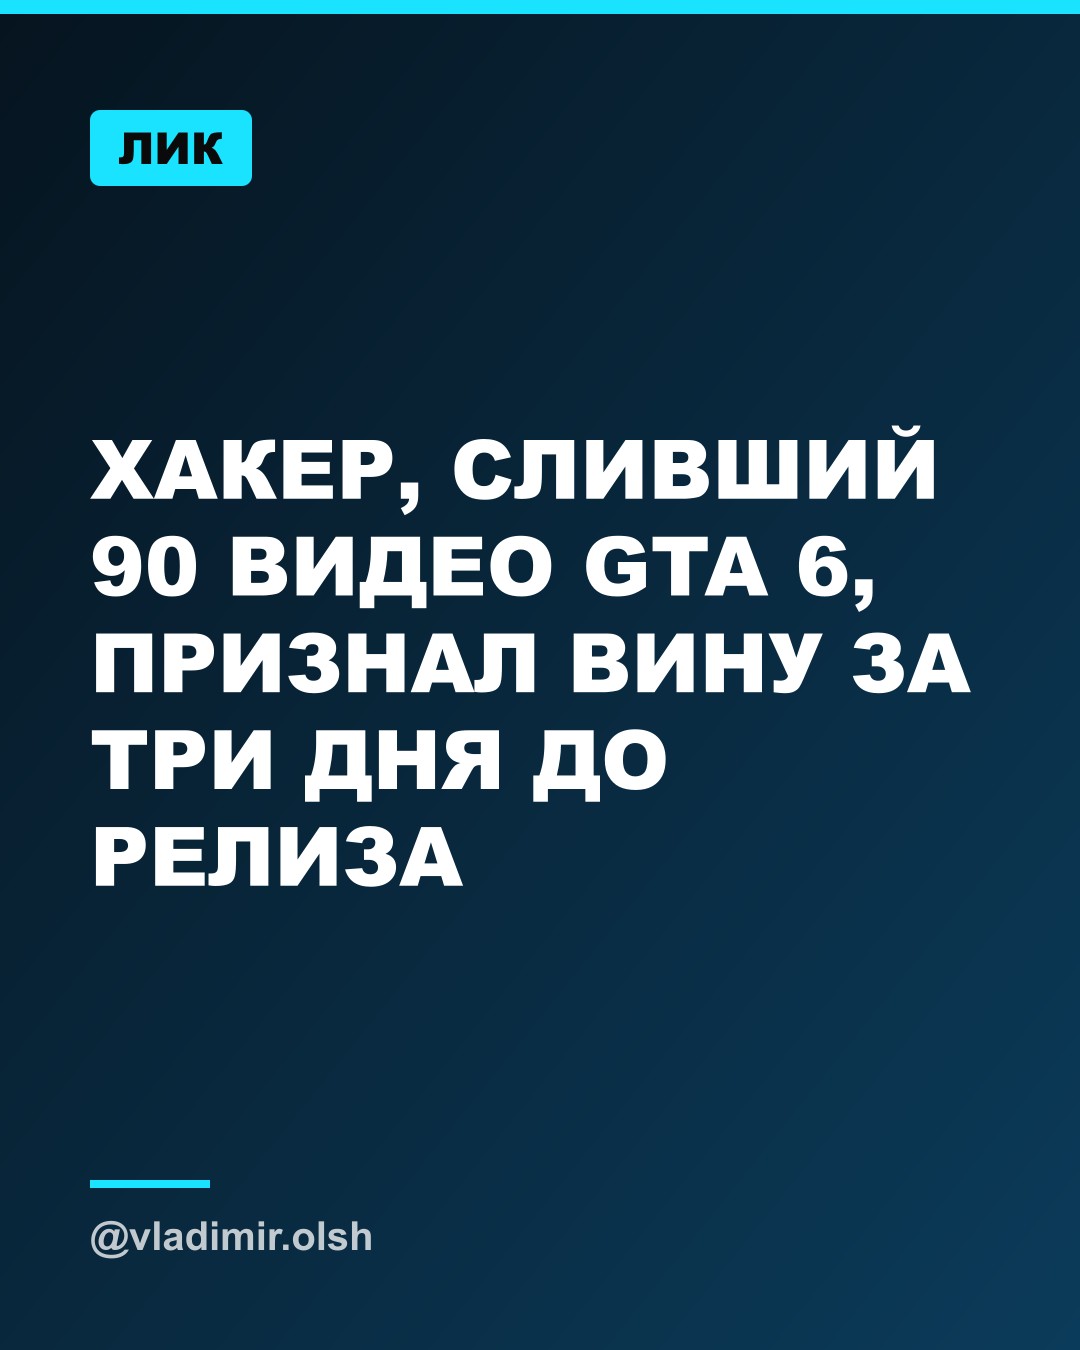 ЛИК
ХАКЕР, СЛИВШИЙ
90 ВИДЕО GTA 6,
ПРИЗНАЛ ВИНУ ЗА
ТРИ ДНЯ ДО
РЕЛИЗА
@vladimir.olsh